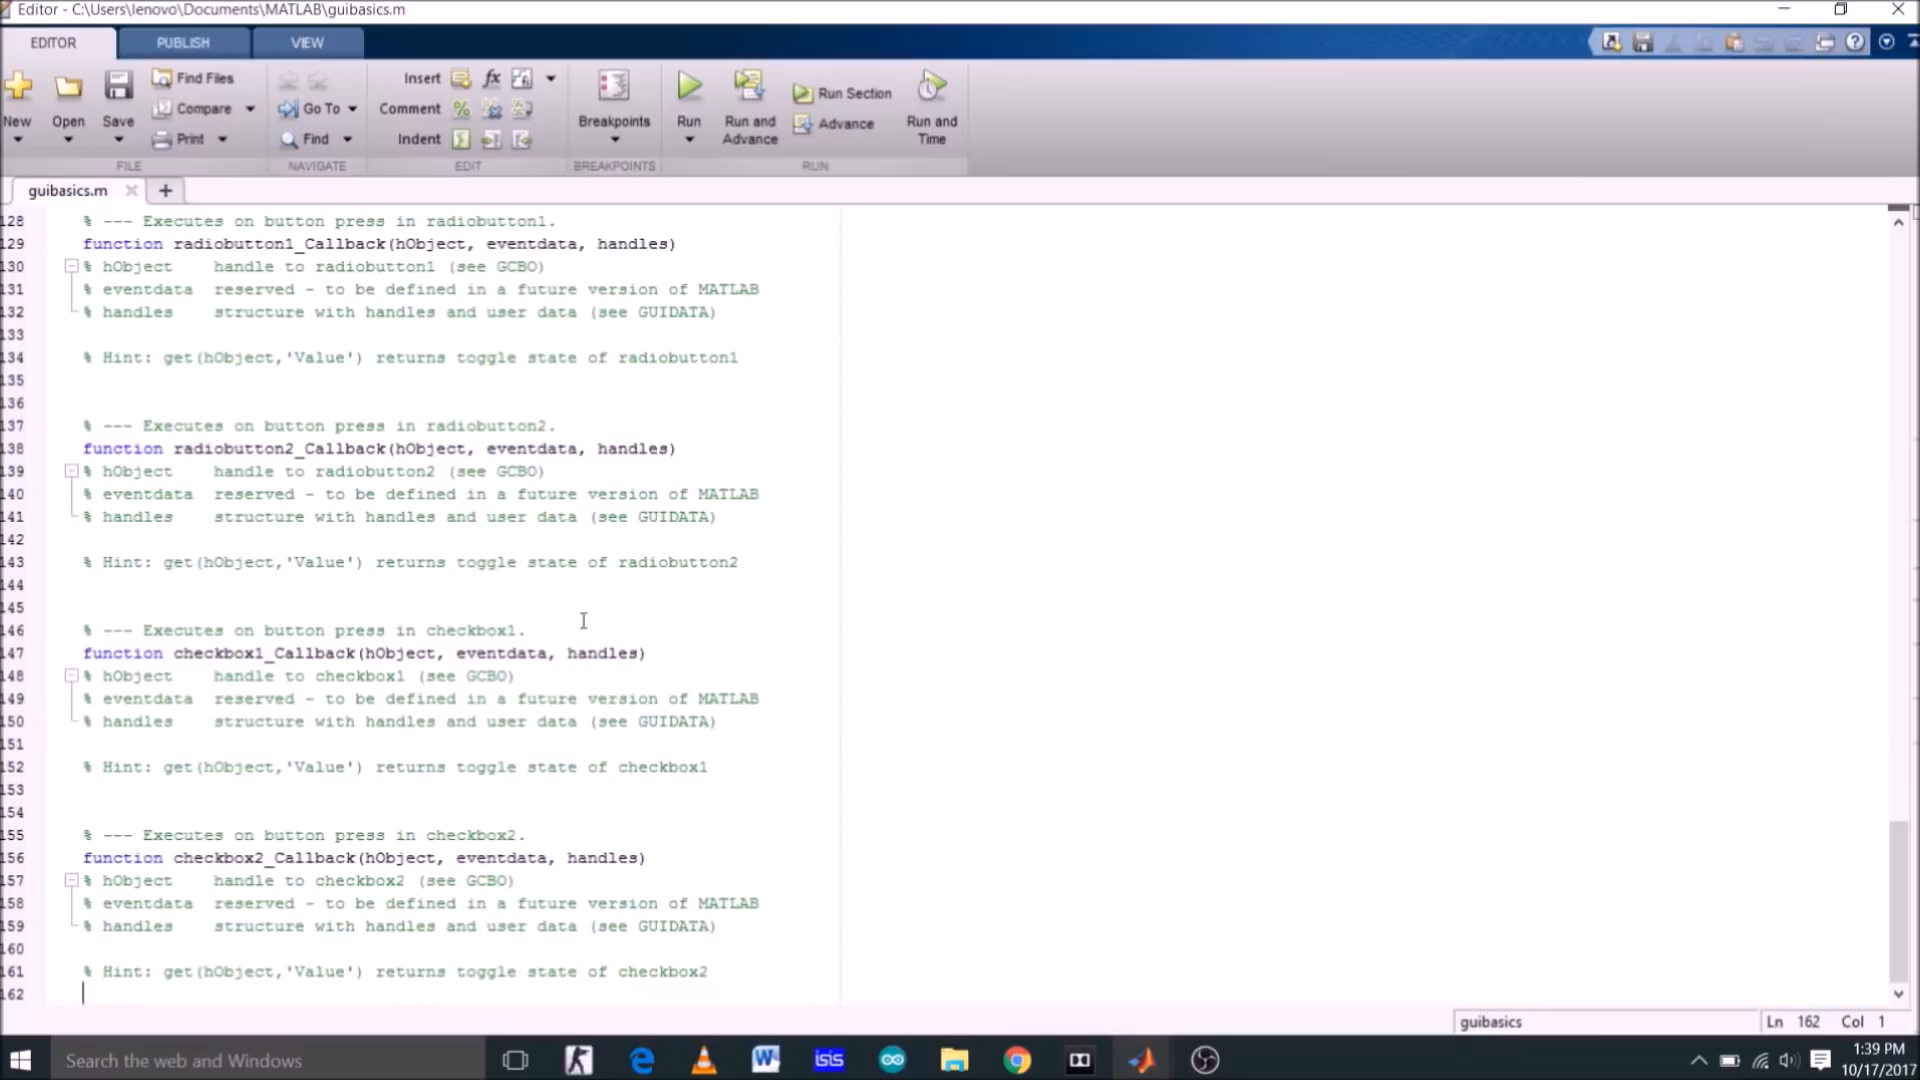 Editor - C:\Users\lenovo\Documents\MATLAB\guibasics.m
EDITOR PUBLISH VIEW
New Open Save Find Files Compare Print
Go To Find
Insert fx
Comment
Indent
Breakpoints
Run Run and Advance Run Section Advance Run and Time
FILE NAVIGATE EDIT BREAKPOINTS RUN
guibasics.m
128 % --- Executes on button press in radiobutton1.
129 function radiobutton1_Callback(hObject, eventdata, handles)
130 % hObject    handle to radiobutton1 (see GCBO)
131 % eventdata  reserved - to be defined in a future version of MATLAB
132 % handles    structure with handles and user data (see GUIDATA)
133
134 % Hint: get(hObject,'Value') returns toggle state of radiobutton1
135
136
137 % --- Executes on button press in radiobutton2.
138 function radiobutton2_Callback(hObject, eventdata, handles)
139 % hObject    handle to radiobutton2 (see GCBO)
140 % eventdata  reserved - to be defined in a future version of MATLAB
141 % handles    structure with handles and user data (see GUIDATA)
142
143 % Hint: get(hObject,'Value') returns toggle state of radiobutton2
144
145
146 % --- Executes on button press in checkbox1.
147 function checkbox1_Callback(hObject, eventdata, handles)
148 % hObject    handle to checkbox1 (see GCBO)
149 % eventdata  reserved - to be defined in a future version of MATLAB
150 % handles    structure with handles and user data (see GUIDATA)
151
152 % Hint: get(hObject,'Value') returns toggle state of checkbox1
153
154
155 % --- Executes on button press in checkbox2.
156 function checkbox2_Callback(hObject, eventdata, handles)
157 % hObject    handle to checkbox2 (see GCBO)
158 % eventdata  reserved - to be defined in a future version of MATLAB
159 % handles    structure with handles and user data (see GUIDATA)
160
161 % Hint: get(hObject,'Value') returns toggle state of checkbox2
162
guibasics Ln 162 Col 1
Search the web and Windows
isis
1:39 PM
10/17/2017